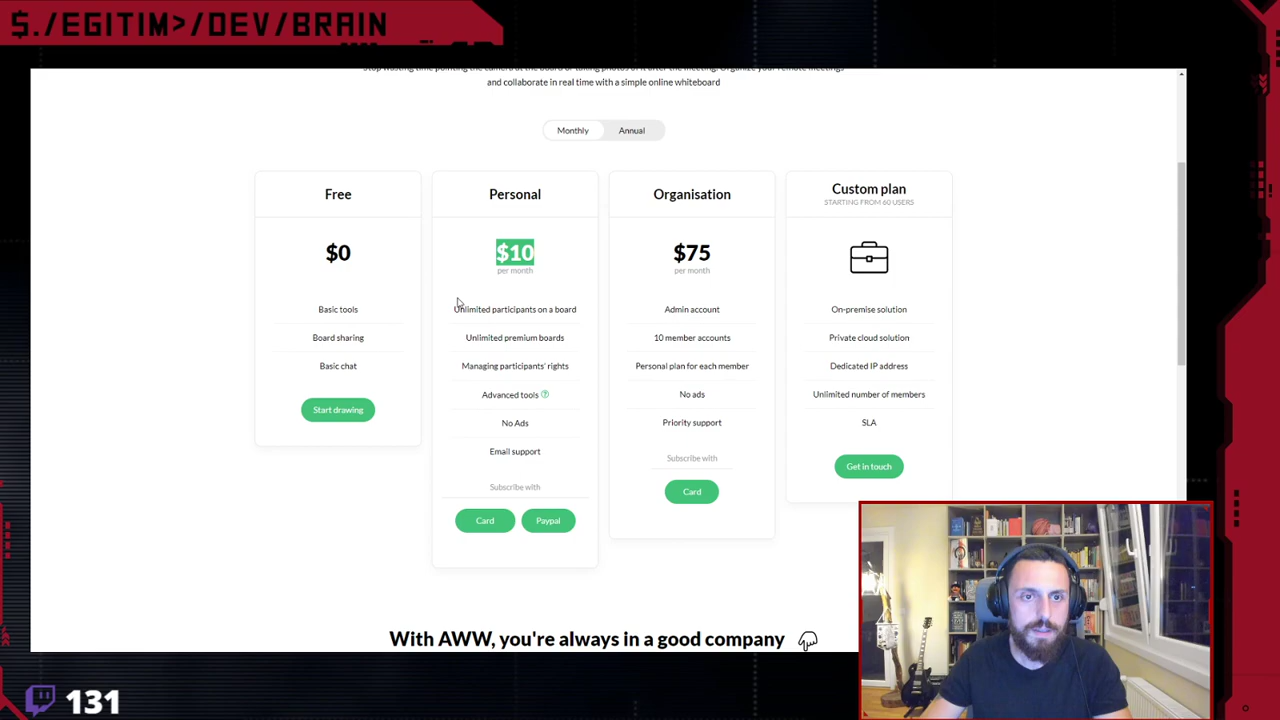 $./EGITIM>/DEV/BRAIN
and collaborate in real time with a simple online whiteboard
Monthly
Annual
Free
$0
Basic tools
Board sharing
Basic chat
Start drawing
Personal
$10
per month
Unlimited participants on a board
Unlimited premium boards
Managing participants' rights
Advanced tools ?
No Ads
Email support
Subscribe with
Card
Paypal
Organisation
$75
per month
Admin account
10 member accounts
Personal plan for each member
No ads
Priority support
Subscribe with
Card
Custom plan
STARTING FROM 60 USERS
On-premise solution
Private cloud solution
Dedicated IP address
Unlimited number of members
SLA
Get in touch
With AWW, you're always in a good company
131